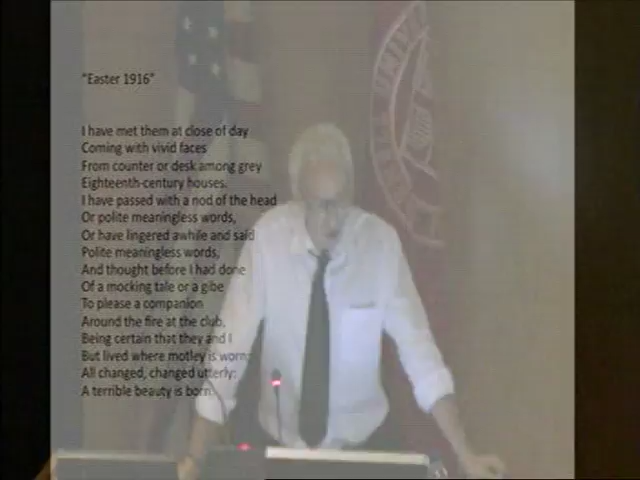 "Easter 1916"
I have met them at close of day
Coming with vivid faces
From counter or desk among grey
Eighteenth-century houses.
I have passed with a nod of the head
Or polite meaningless words,
Or have lingered awhile and said
Polite meaningless words,
And thought before I had done
Of a mocking tale or a gibe
To please a companion
Around the fire at the club,
Being certain that they and I
But lived where motley is worn:
All changed, changed utterly:
A terrible beauty is born.